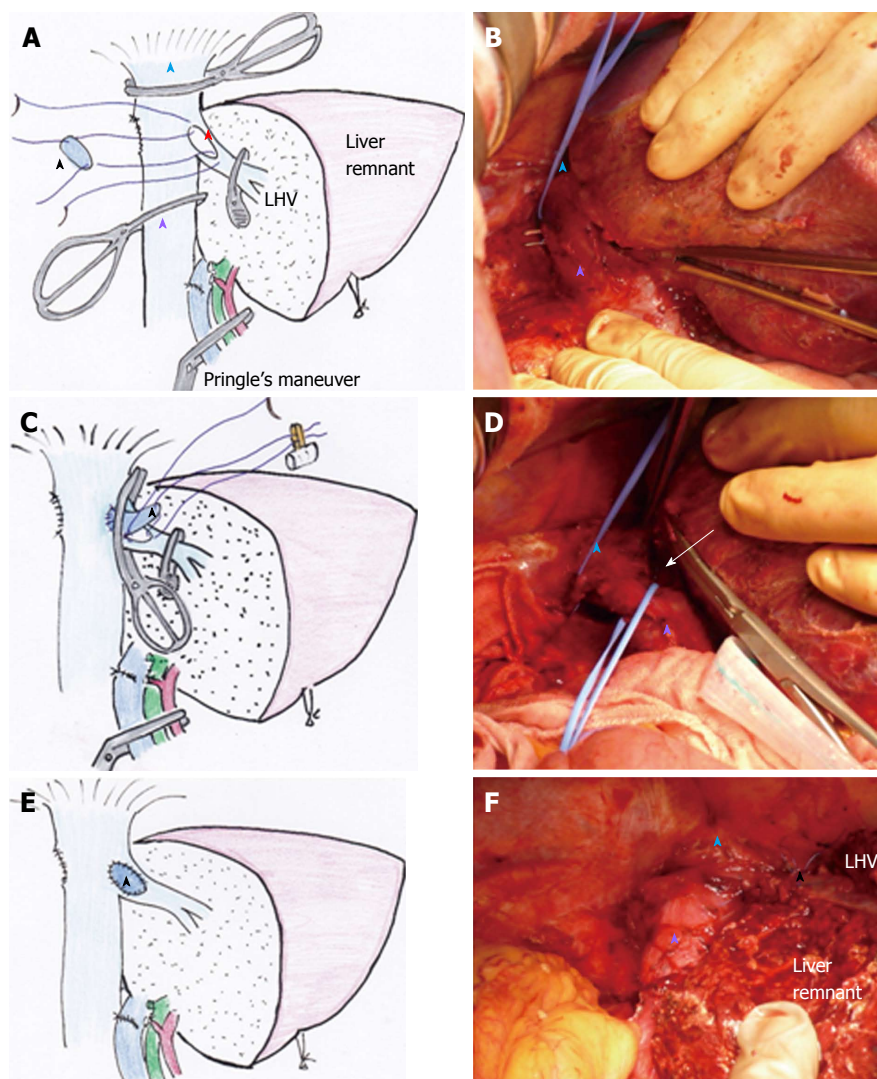 A
Liver
remnant
LHV
Pringle's maneuver
B
C
D
E
F
LHV
Liver
remnant